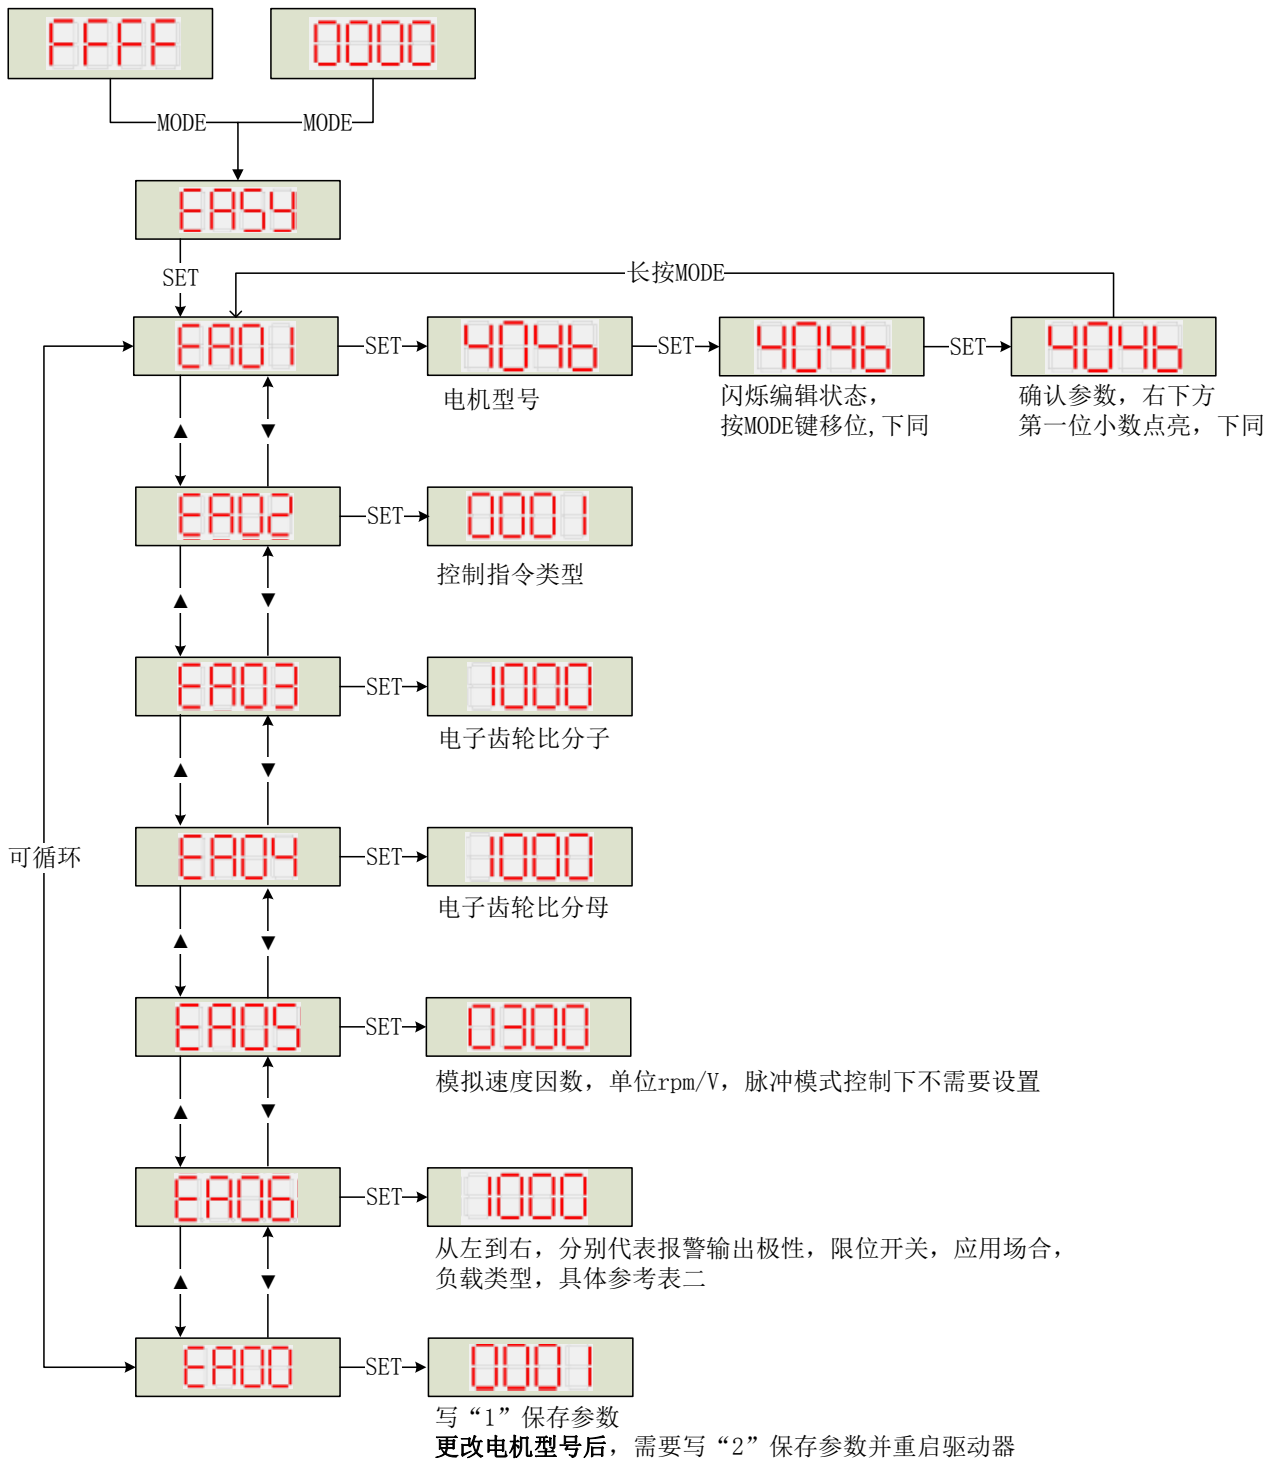 FFFF 0000
MODE MODE
EASY
SET 长按MODE
EA01 SET 404b SET 404b SET 404b
电机型号 闪烁编辑状态， 确认参数，右下方
按MODE键移位,下同 第一位小数点亮，下同
▲ ▼
EA02 SET 0001
控制指令类型
▲ ▼
EA03 SET 1000
电子齿轮比分子
▲ ▼
可循环 EA04 SET 1000
电子齿轮比分母
▲ ▼
EA05 SET 0300
模拟速度因数，单位rpm/V，脉冲模式控制下不需要设置
▲ ▼
EA06 SET 1000
从左到右，分别代表报警输出极性，限位开关，应用场合，
负载类型，具体参考表二
▲ ▼
EA00 SET 0001
写“1”保存参数
更改电机型号后，需要写“2”保存参数并重启驱动器